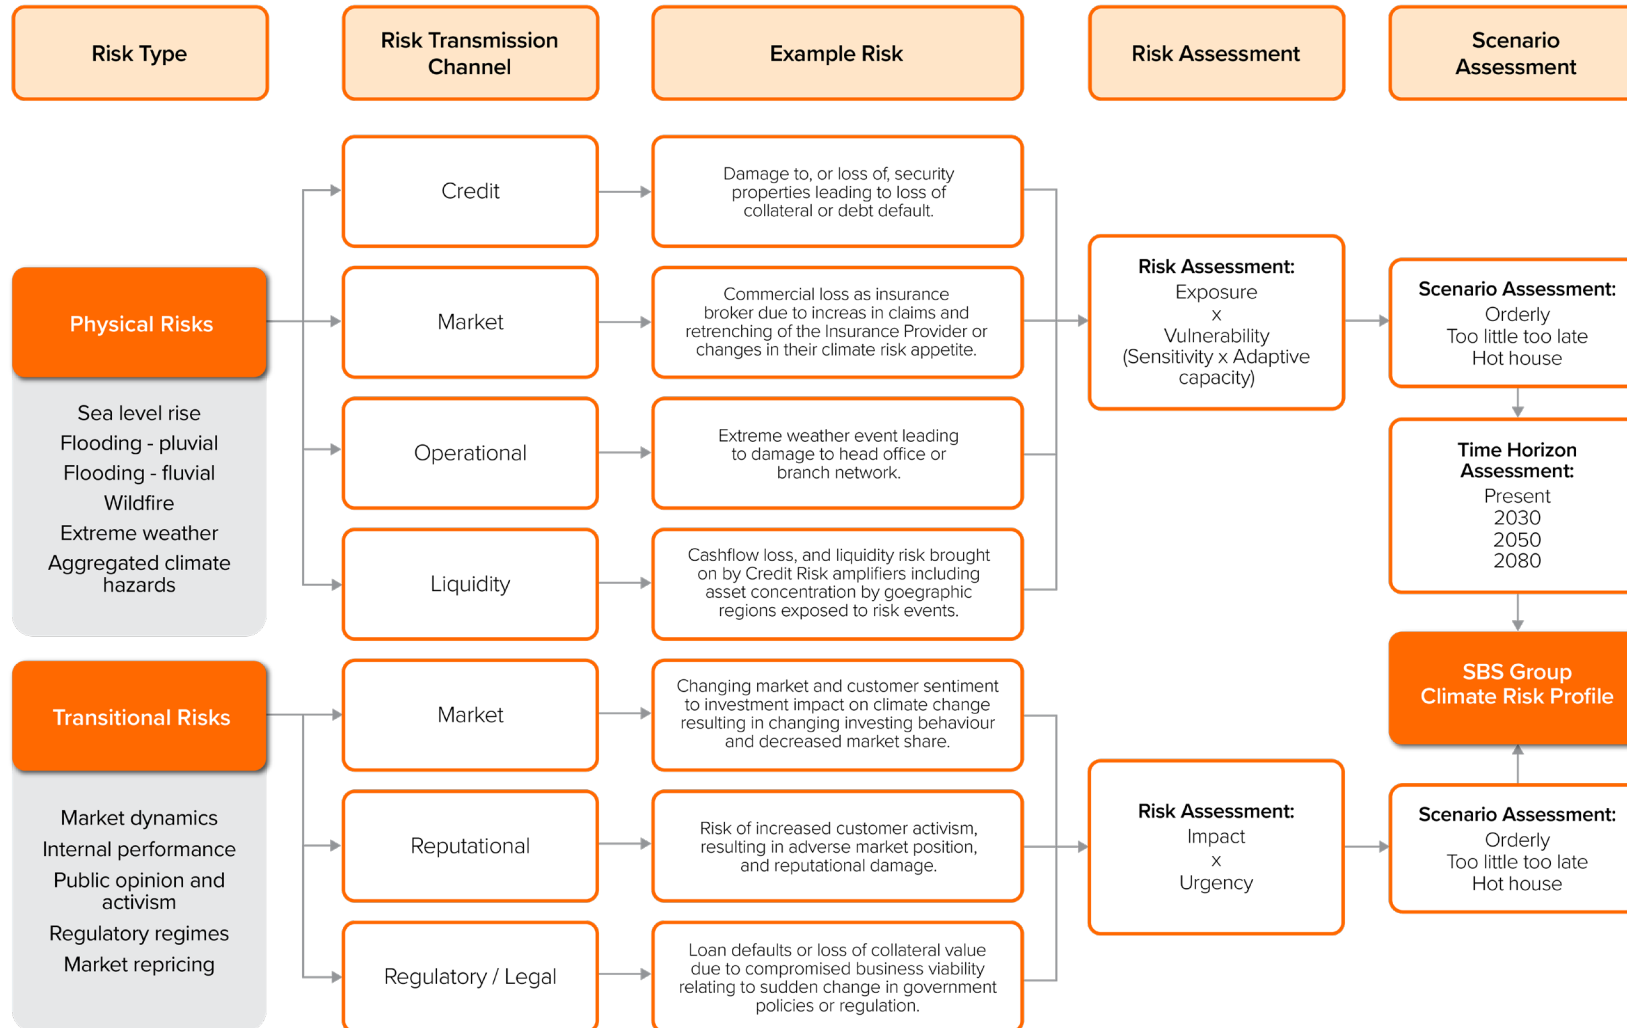 Risk Type
Risk Transmission
Channel
Example Risk
Risk Assessment
Scenario
Assessment
Physical Risks
Sea level rise
Flooding - pluvial
Flooding - fluvial
Wildfire
Extreme weather
Aggregated climate
hazards
Credit
Damage to, or loss of, security
properties leading to loss of
collateral or debt default.
Market
Commercial loss as insurance
broker due to increas in claims and
retrenching of the Insurance Provider or
changes in their climate risk appetite.
Operational
Extreme weather event leading
to damage to head office or
branch network.
Liquidity
Cashflow loss, and liquidity risk brought
on by Credit Risk amplifiers including
asset concentration by goegraphic
regions exposed to risk events.
Risk Assessment:
Exposure
x
Vulnerability
(Sensitivity x Adaptive
capacity)
Scenario Assessment:
Orderly
Too little too late
Hot house
Time Horizon
Assessment:
Present
2030
2050
2080
SBS Group
Climate Risk Profile
Transitional Risks
Market dynamics
Internal performance
Public opinion and
activism
Regulatory regimes
Market repricing
Market
Changing market and customer sentiment
to investment impact on climate change
resulting in changing investing behaviour
and decreased market share.
Reputational
Risk of increased customer activism,
resulting in adverse market position,
and reputational damage.
Regulatory / Legal
Loan defaults or loss of collateral value
due to compromised business viability
relating to sudden change in government
policies or regulation.
Risk Assessment:
Impact
x
Urgency
Scenario Assessment:
Orderly
Too little too late
Hot house